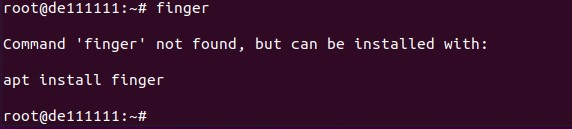 root@de111111:~# finger
Command 'finger' not found, but can be installed with:
apt install finger
root@de111111:~#